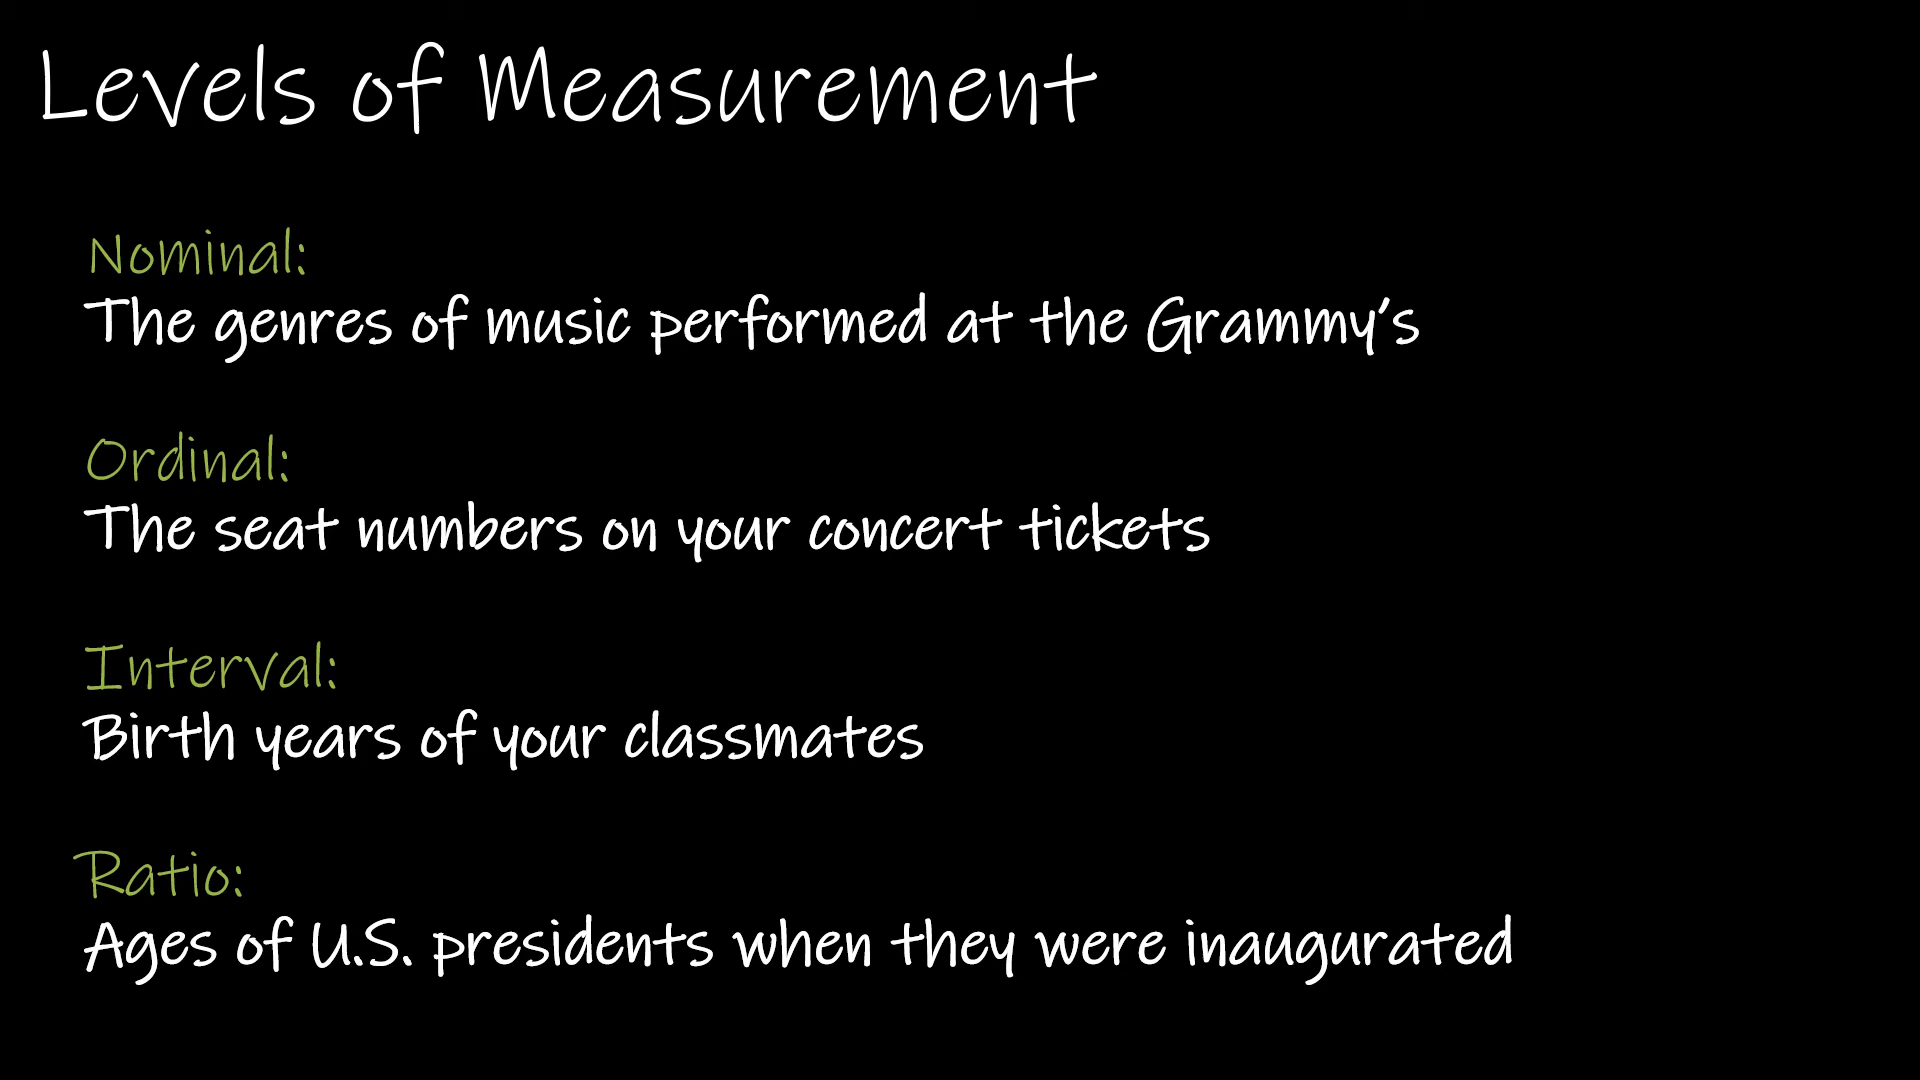 Levels of Measurement
Nominal:
The genres of music performed at the Grammy's
Ordinal:
The seat numbers on your concert tickets
Interval:
Birth years of your classmates
Ratio:
Ages of U.S. presidents when they were inaugurated